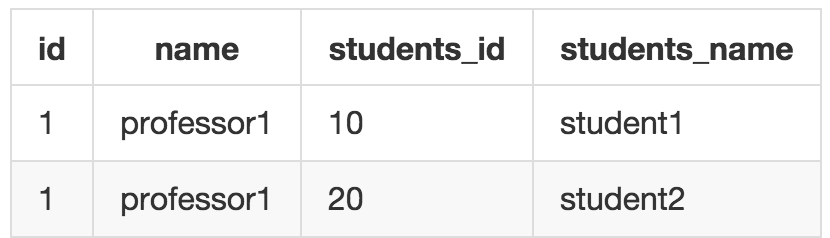 id name students_id students_name
1 professor1 10 student1
1 professor1 20 student2